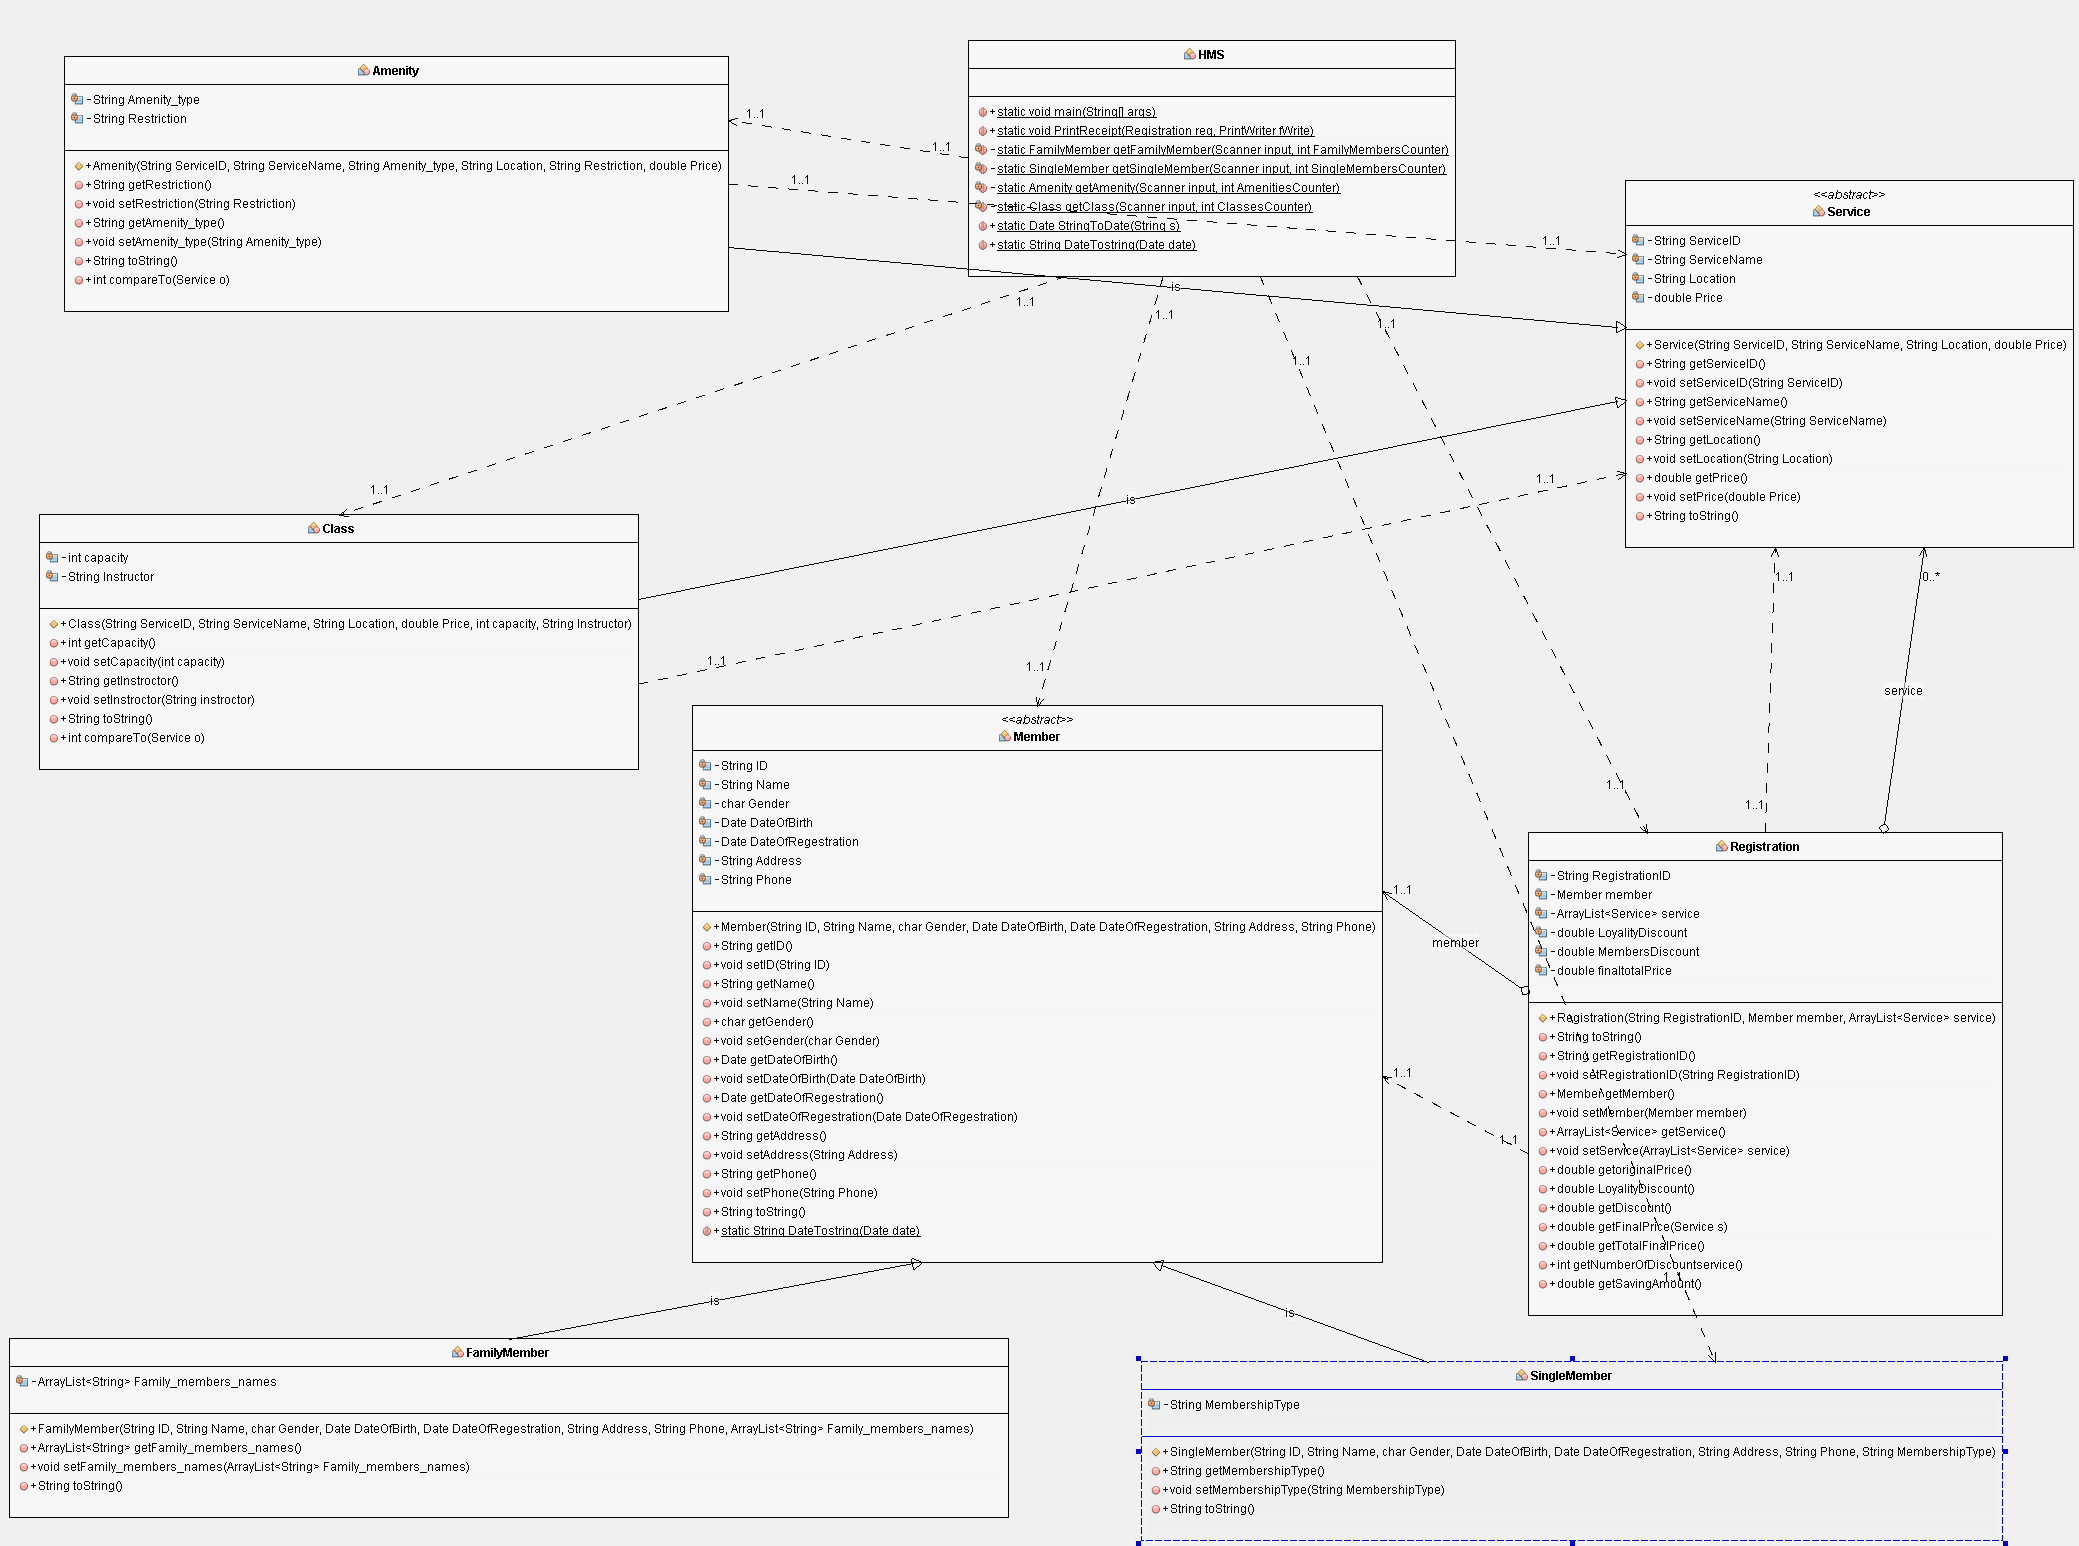 Amenity
-String Amenity_type
-String Restriction
+Amenity(String ServiceID, String ServiceName, String Amenity_type, String Location, String Restriction, double Price)
+String getRestriction()
+void setRestriction(String Restriction)
+String getAmenity_type()
+void setAmenity_type(String Amenity_type)
+String toString()
+int compareTo(Service o)
HMS
+static void main(String[] args)
+static void PrintReceipt(Registration reg, PrintWriter fWrite)
-static FamilyMember getFamilyMember(Scanner input, int FamilyMembersCounter)
-static SingleMember getSingleMember(Scanner input, int SingleMembersCounter)
-static Amenity getAmenity(Scanner input, int AmenitiesCounter)
-static Class getClass(Scanner input, int ClassesCounter)
+static Date StringToDate(String s)
+static String DateTostring(Date date)
1..1
1..1
1..1
1..1
is
1..1
1..1
1..1
1..1
<<abstract>>
Service
-String ServiceID
-String ServiceName
-String Location
-double Price
+Service(String ServiceID, String ServiceName, String Location, double Price)
+String getServiceID()
+void setServiceID(String ServiceID)
+String getServiceName()
+void setServiceName(String ServiceName)
+String getLocation()
+void setLocation(String Location)
+double getPrice()
+void setPrice(double Price)
+String toString()
1..1
is
1..1
1..1
0..*
service
1..1
1..1
1..1
1..1
Class
-int capacity
-String Instructor
+Class(String ServiceID, String ServiceName, String Location, double Price, int capacity, String Instructor)
+int getCapacity()
+void setCapacity(int capacity)
+String getInstroctor()
+void setInstroctor(String instroctor)
+String toString()
+int compareTo(Service o)
<<abstract>>
Member
-String ID
-String Name
-char Gender
-Date DateOfBirth
-Date DateOfRegestration
-String Address
-String Phone
+Member(String ID, String Name, char Gender, Date DateOfBirth, Date DateOfRegestration, String Address, String Phone)
+String getID()
+void setID(String ID)
+String getName()
+void setName(String Name)
+char getGender()
+void setGender(char Gender)
+Date getDateOfBirth()
+void setDateOfBirth(Date DateOfBirth)
+Date getDateOfRegestration()
+void setDateOfRegestration(Date DateOfRegestration)
+String getAddress()
+void setAddress(String Address)
+String getPhone()
+void setPhone(String Phone)
+String toString()
+static String DateTostring(Date date)
1..1
member
1..1
1..1
Registration
-String RegistrationID
-Member member
-ArrayList<Service> service
-double LoyalityDiscount
-double MembersDiscount
-double finaltotalPrice
+Registration(String RegistrationID, Member member, ArrayList<Service> service)
+String toString()
+String getRegistrationID()
+void setRegistrationID(String RegistrationID)
+Member getMember()
+void setMember(Member member)
+ArrayList<Service> getService()
+void setService(ArrayList<Service> service)
+double getoriginalPrice()
+double LoyalityDiscount()
+double getDiscount()
+double getFinalPrice(Service s)
+double getTotalFinalPrice()
+int getNumberOfDiscountservice()
1..1
+double getSavingAmount()
is
is
FamilyMember
-ArrayList<String> Family_members_names
+FamilyMember(String ID, String Name, char Gender, Date DateOfBirth, Date DateOfRegestration, String Address, String Phone, ArrayList<String> Family_members_names)
+ArrayList<String> getFamily_members_names()
+void setFamily_members_names(ArrayList<String> Family_members_names)
+String toString()
SingleMember
-String MembershipType
+SingleMember(String ID, String Name, char Gender, Date DateOfBirth, Date DateOfRegestration, String Address, String Phone, String MembershipType)
+String getMembershipType()
+void setMembershipType(String MembershipType)
+String toString()